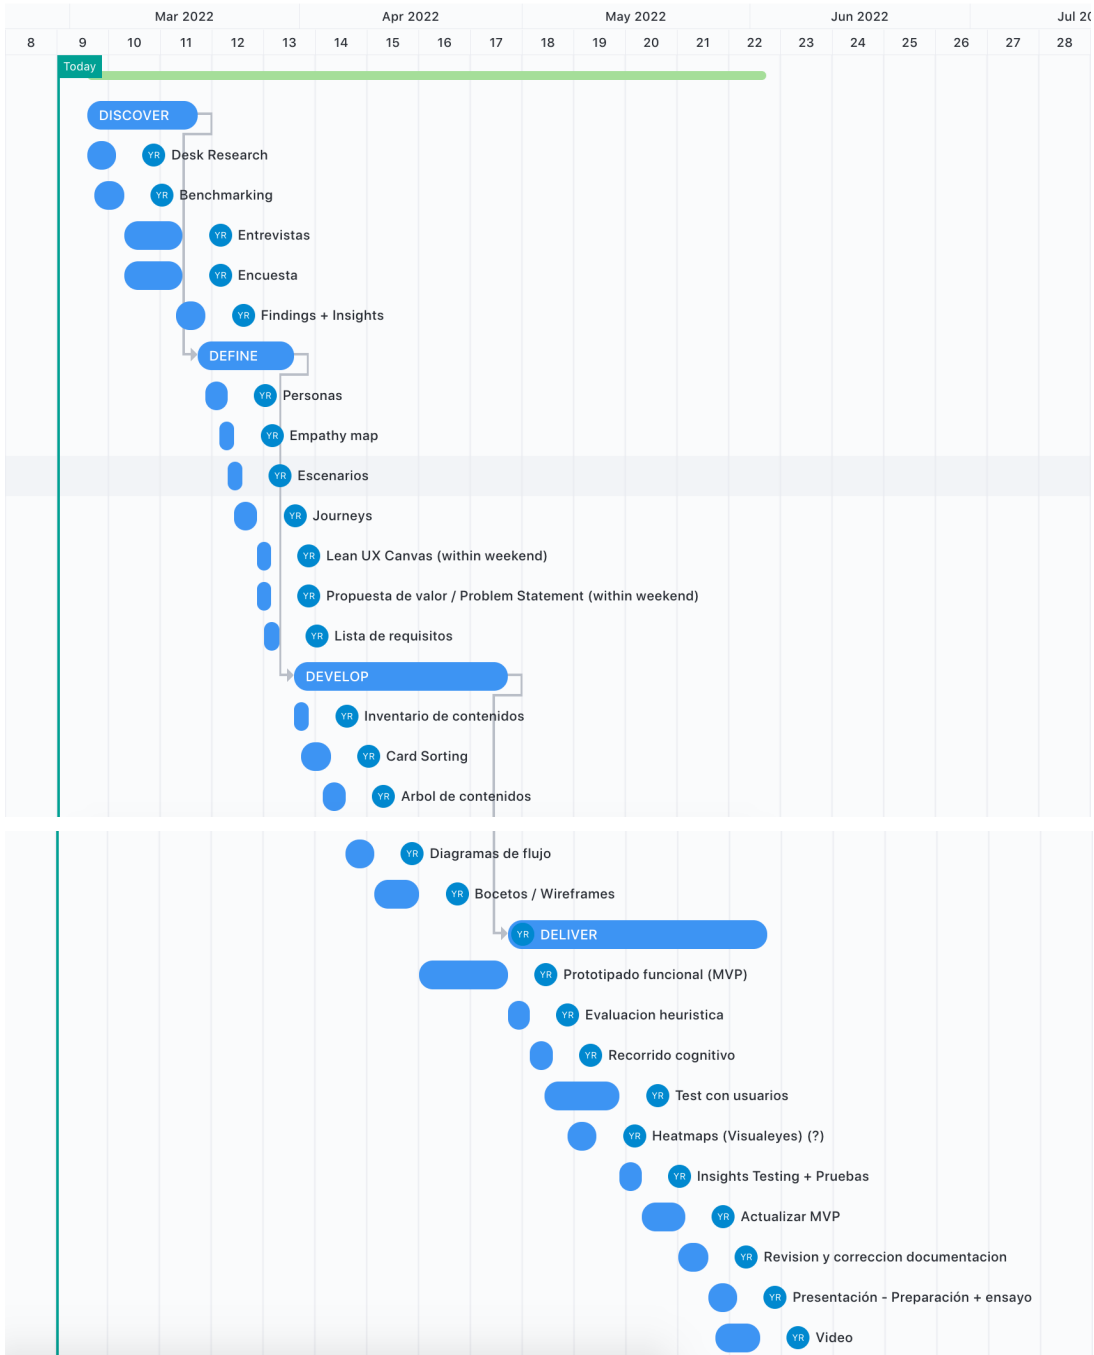 Mar 2022 Apr 2022 May 2022 Jun 2022 Jul 20
8 9 10 11 12 13 14 15 16 17 18 19 20 21 22 23 24 25 26 27 28
Today
DISCOVER
YR Desk Research
YR Benchmarking
YR Entrevistas
YR Encuesta
YR Findings + Insights
DEFINE
YR Personas
YR Empathy map
YR Escenarios
YR Journeys
YR Lean UX Canvas (within weekend)
YR Propuesta de valor / Problem Statement (within weekend)
YR Lista de requisitos
DEVELOP
YR Inventario de contenidos
YR Card Sorting
YR Arbol de contenidos
YR Diagramas de flujo
YR Bocetos / Wireframes
YR DELIVER
YR Prototipado funcional (MVP)
YR Evaluacion heuristica
YR Recorrido cognitivo
YR Test con usuarios
YR Heatmaps (Visualeyes) (?)
YR Insights Testing + Pruebas
YR Actualizar MVP
YR Revision y correccion documentacion
YR Presentación - Preparación + ensayo
YR Video